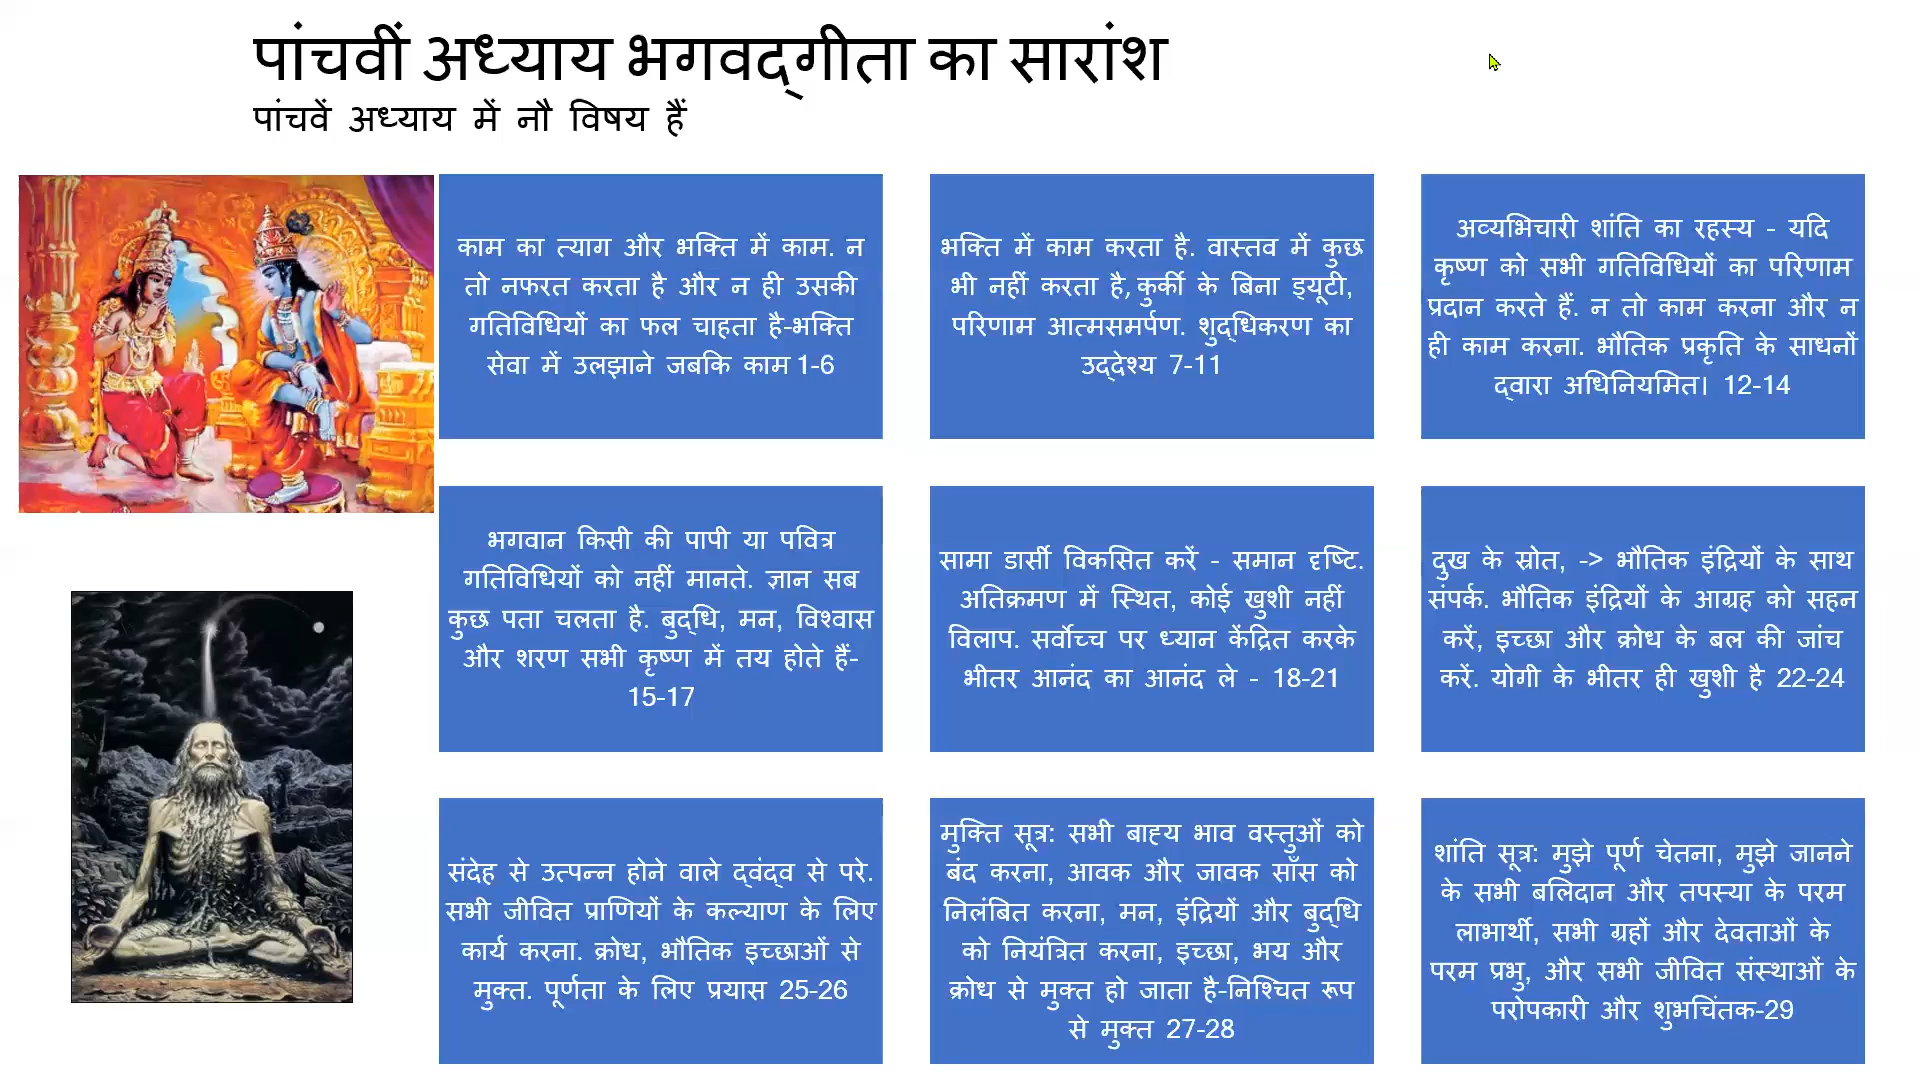 पांचवीं अध्याय भगवद्गीता का सारांश
पांचवें अध्याय में नौ विषय हैं
काम का त्याग और भक्ति में काम. न
तो नफरत करता है और न ही उसकी
गतिविधियों का फल चाहता है-भक्ति
सेवा में उलझाने जबकि काम 1-6
भक्ति में काम करता है. वास्तव में कुछ
भी नहीं करता है, कुर्की के बिना ड्यूटी,
परिणाम आत्मसमर्पण. शुद्धिकरण का
उद्देश्य 7-11
अव्यभिचारी शांति का रहस्य - यदि
कृष्ण को सभी गतिविधियों का परिणाम
प्रदान करते हैं. न तो काम करना और न
ही काम करना. भौतिक प्रकृति के साधनों
द्वारा अधिनियमित। 12-14
भगवान किसी की पापी या पवित्र
गतिविधियों को नहीं मानते. ज्ञान सब
कुछ पता चलता है. बुद्धि, मन, विश्वास
और शरण सभी कृष्ण में तय होते हैं-
15-17
सामा डार्सी विकसित करें - समान दृष्टि.
अतिक्रमण में स्थित, कोई खुशी नहीं
विलाप. सर्वोच्च पर ध्यान केंद्रित करके
भीतर आनंद का आनंद ले - 18-21
दुख के स्रोत, -> भौतिक इंद्रियों के साथ
संपर्क. भौतिक इंद्रियों के आग्रह को सहन
करें, इच्छा और क्रोध के बल की जांच
करें. योगी के भीतर ही खुशी है 22-24
संदेह से उत्पन्न होने वाले द्वंद्व से परे.
सभी जीवित प्राणियों के कल्याण के लिए
कार्य करना. क्रोध, भौतिक इच्छाओं से
मुक्त. पूर्णता के लिए प्रयास 25-26
मुक्ति सूत्र: सभी बाह्य भाव वस्तुओं को
बंद करना, आवक और जावक साँस को
निलंबित करना, मन, इंद्रियों और बुद्धि
को नियंत्रित करना, इच्छा, भय और
क्रोध से मुक्त हो जाता है-निश्चित रूप
से मुक्त 27-28
शांति सूत्र: मुझे पूर्ण चेतना, मुझे जानने
के सभी बलिदान और तपस्या के परम
लाभार्थी, सभी ग्रहों और देवताओं के
परम प्रभु, और सभी जीवित संस्थाओं के
परोपकारी और शुभचिंतक-29